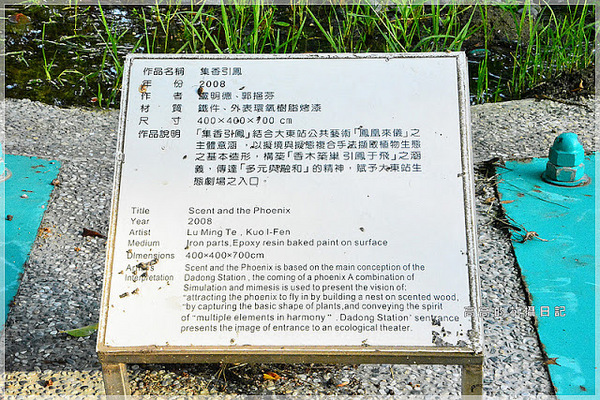 作品名稱 集香引鳳
年 份 2008
作 者 盧明德、郭挹芬
材 質 鐵件、外表環氧樹脂烤漆
尺 寸 400×400×700 cm
作品說明 「集香引鳳」結合大東站公共藝術「鳳凰來儀」之
主體意涵,以擬境與擬態複合手法擷取植物生態
之基本造形,構築「香木築巢 引鳳于飛」之涵
義,傳達「多元與融和」的精神,賦予大東站生
態劇場之入口。
Title Scent and the Phoenix
Year 2008
Artist Lu Ming Te , Kuo I-Fen
Medium Iron parts,Epoxy resin baked paint on surface
Dimensions 400×400×700cm
Artists Scent and the Phoenix is based on the main conception of the
Interpretation Dadong Station , the coming of a phoenix A combination of
Simulation and mimesis is used to present the vision of:
"attracting the phoenix to fly in by building a nest on scented wood,
"by capturing the basic shape of plants,and conveying the spirit
of "multiple elements in harmony" . Dadong Station' sentrance
presents the image of entrance to an ecological theater.
攝日記